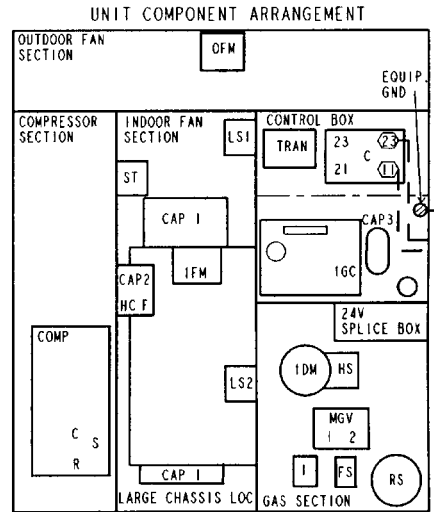 UNIT COMPONENT ARRANGEMENT
OUTDOOR FAN
SECTION
OFM
EQUIP.
GND
COMPRESSOR
SECTION
INDOOR FAN
SECTION
LS1
CONTROL BOX
TRAN
23
23
C
21
11
ST
CAP 1
CAP3
CAP2
HC F
IFM
IGC
24V
SPLICE BOX
COMP
C
S
R
LS2
IDM
HS
MGV
1 2
CAP 1
I
FS
RS
LARGE CHASSIS LOC
GAS SECTION